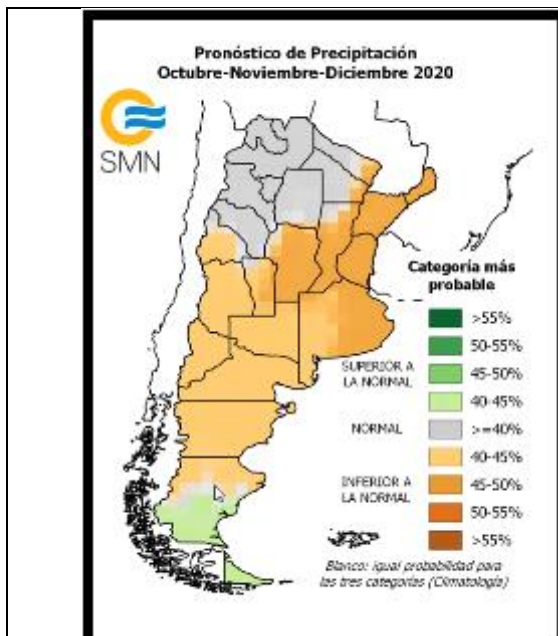 Pronóstico de Precipitación
Octubre-Noviembre-Diciembre 2020
SMN
Categoría más
probable
>55%
50-55%
45-50%
SUPERIOR A
LA NORMAL
40-45%
NORMAL
>=40%
40-45%
INFERIOR A
LA NORMAL
45-50%
50-55%
>55%
Blanco: igual probabilidad para
las tres categorías (Climatología)